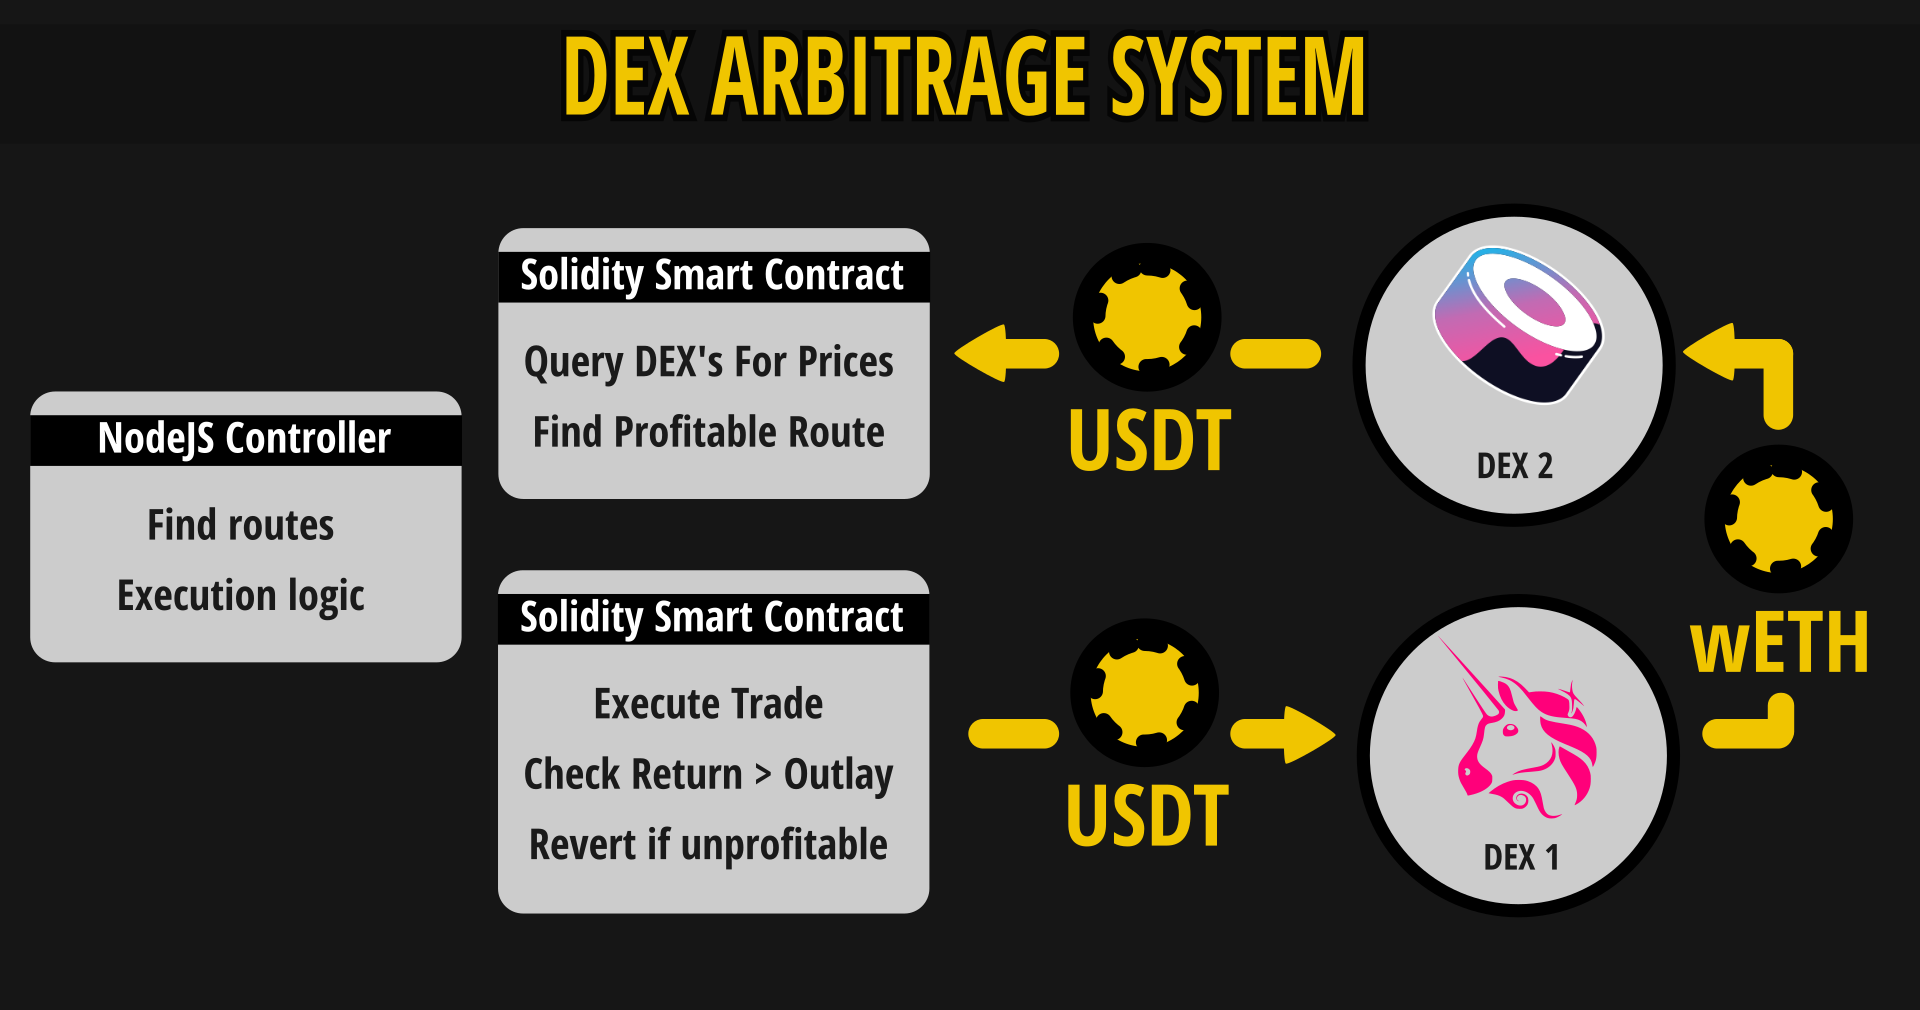 DEX ARBITRAGE SYSTEM
NodeJS Controller
Find routes
Execution logic
Solidity Smart Contract
Query DEX's For Prices
Find Profitable Route
Solidity Smart Contract
Execute Trade
Check Return > Outlay
Revert if unprofitable
USDT
DEX 2
wETH
USDT
DEX 1